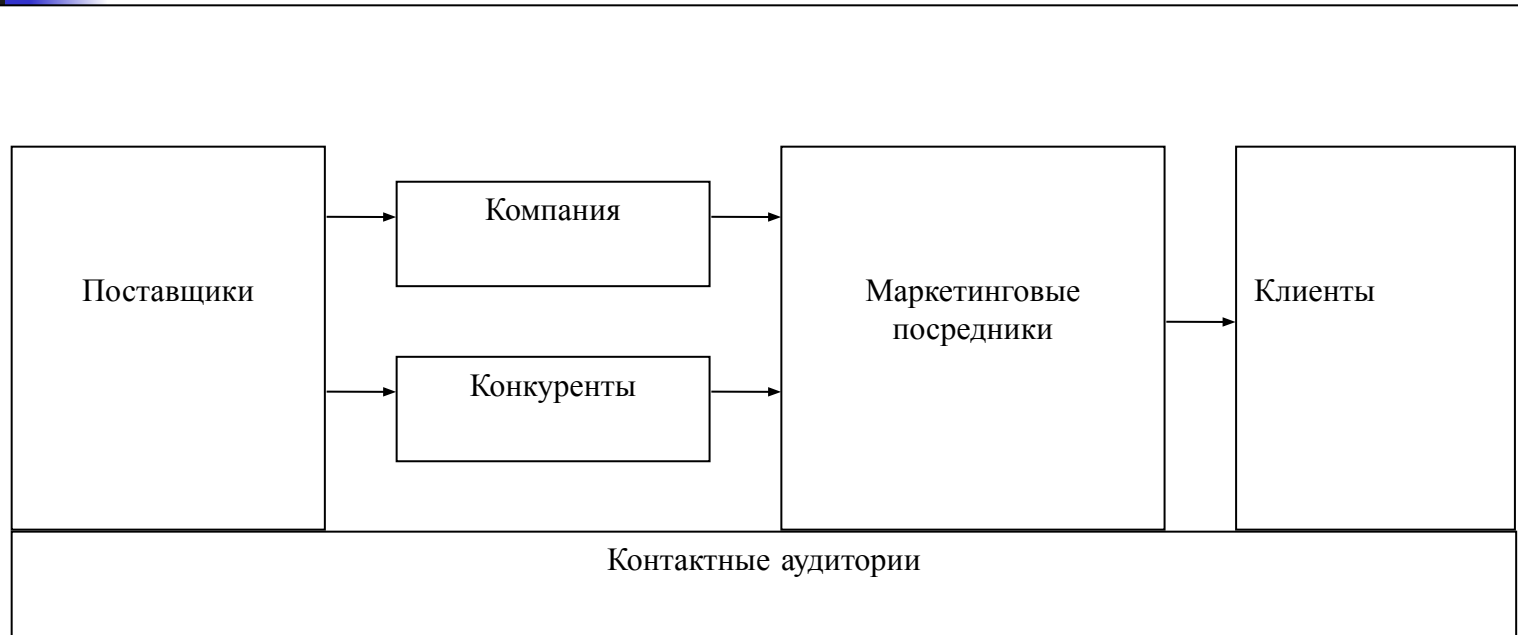 Компания
Поставщики
Маркетинговые
посредники
Клиенты
Конкуренты
Контактные аудитории